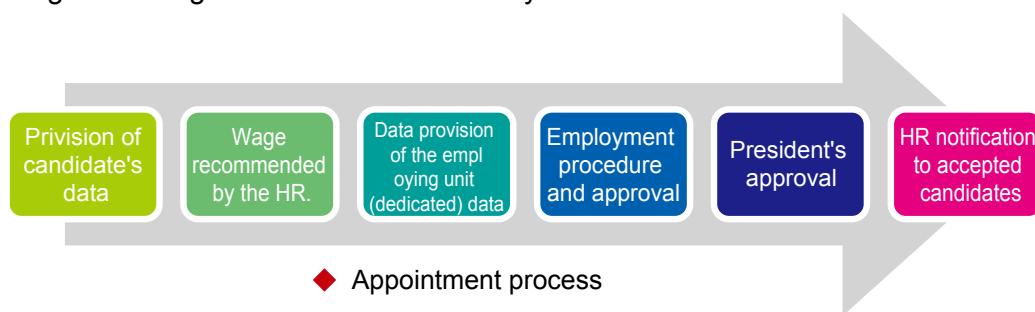 Privision of
candidate's
data
Wage
recommended
by the HR.
Data provision
of the empl
oying unit
(dedicated) data
Employment
procedure
and approval
President's
approval
HR notification
to accepted
candidates
◆ Appointment process